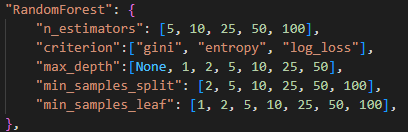 "RandomForest": {
"n_estimators": [5, 10, 25, 50, 100],
"criterion":["gini", "entropy", "log_loss"],
"max_depth":[None, 1, 2, 5, 10, 25, 50],
"min_samples_split": [2, 5, 10, 25, 50, 100],
"min_samples_leaf": [1, 2, 5, 10, 25, 50, 100],
},